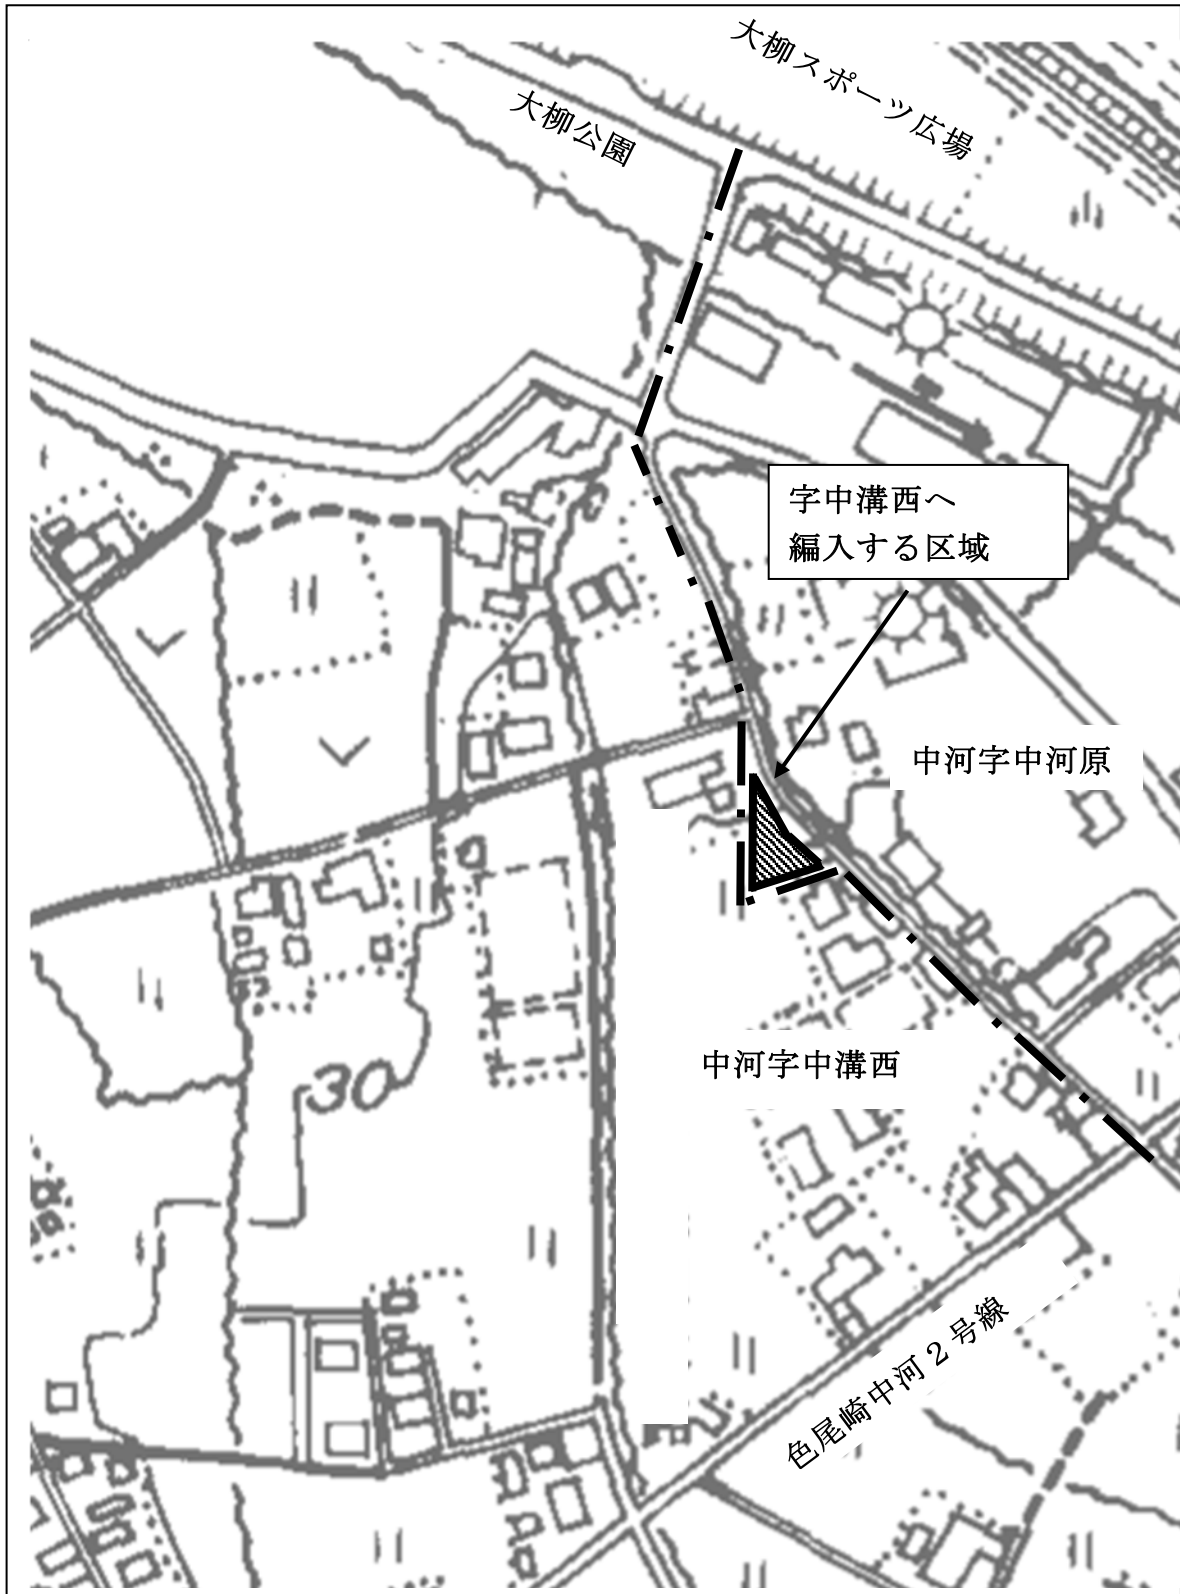 大柳スポーツ広場
大柳公園
字中溝西へ
編入する区域
中河字中河原
中河字中溝西
30
色尾崎中河２号線